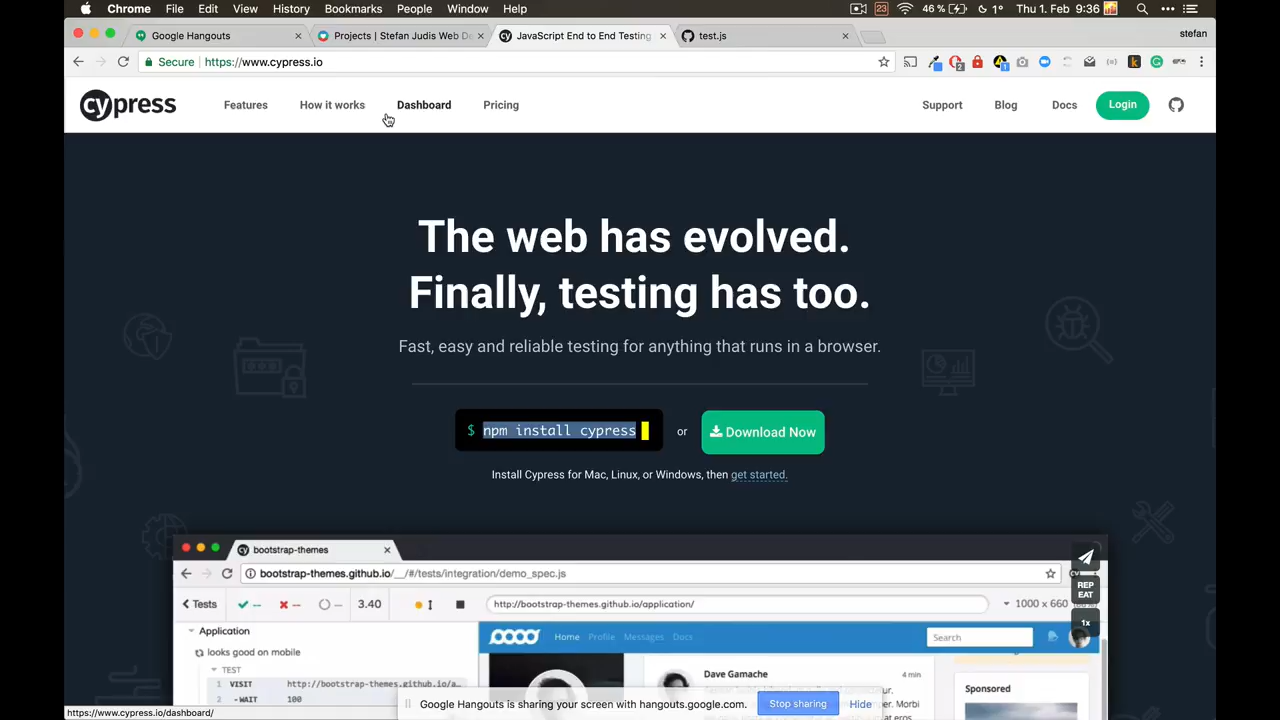 Chrome File Edit View History Bookmarks People Window Help 23 46 % 1° Thu 1. Feb 9:36
Google Hangouts
Projects | Stefan Judis Web De
JavaScript End to End Testing
test.js
stefan
Secure https://www.cypress.io
cypress
Features
How it works
Dashboard
Pricing
Support
Blog
Docs
Login
The web has evolved.
Finally, testing has too.
Fast, easy and reliable testing for anything that runs in a browser.
$ npm install cypress
or
Download Now
Install Cypress for Mac, Linux, or Windows, then get started.
bootstrap-themes
bootstrap-themes.github.io/__/#/tests/integration/demo_spec.js
REP
EAT
1x
Tests -- -- -- 3.40
http://bootstrap-themes.github.io/application/
1000 x 660
Application
looks good on mobile
TEST
1 VISIT http://bootstrap-themes.github.io/a…
2 -WAIT 100
Home Profile Messages Docs
Search
Dave Gamache
4 min
Sponsored
Google Hangouts is sharing your screen with hangouts.google.com.
Stop sharing
Hide
https://www.cypress.io/dashboard/